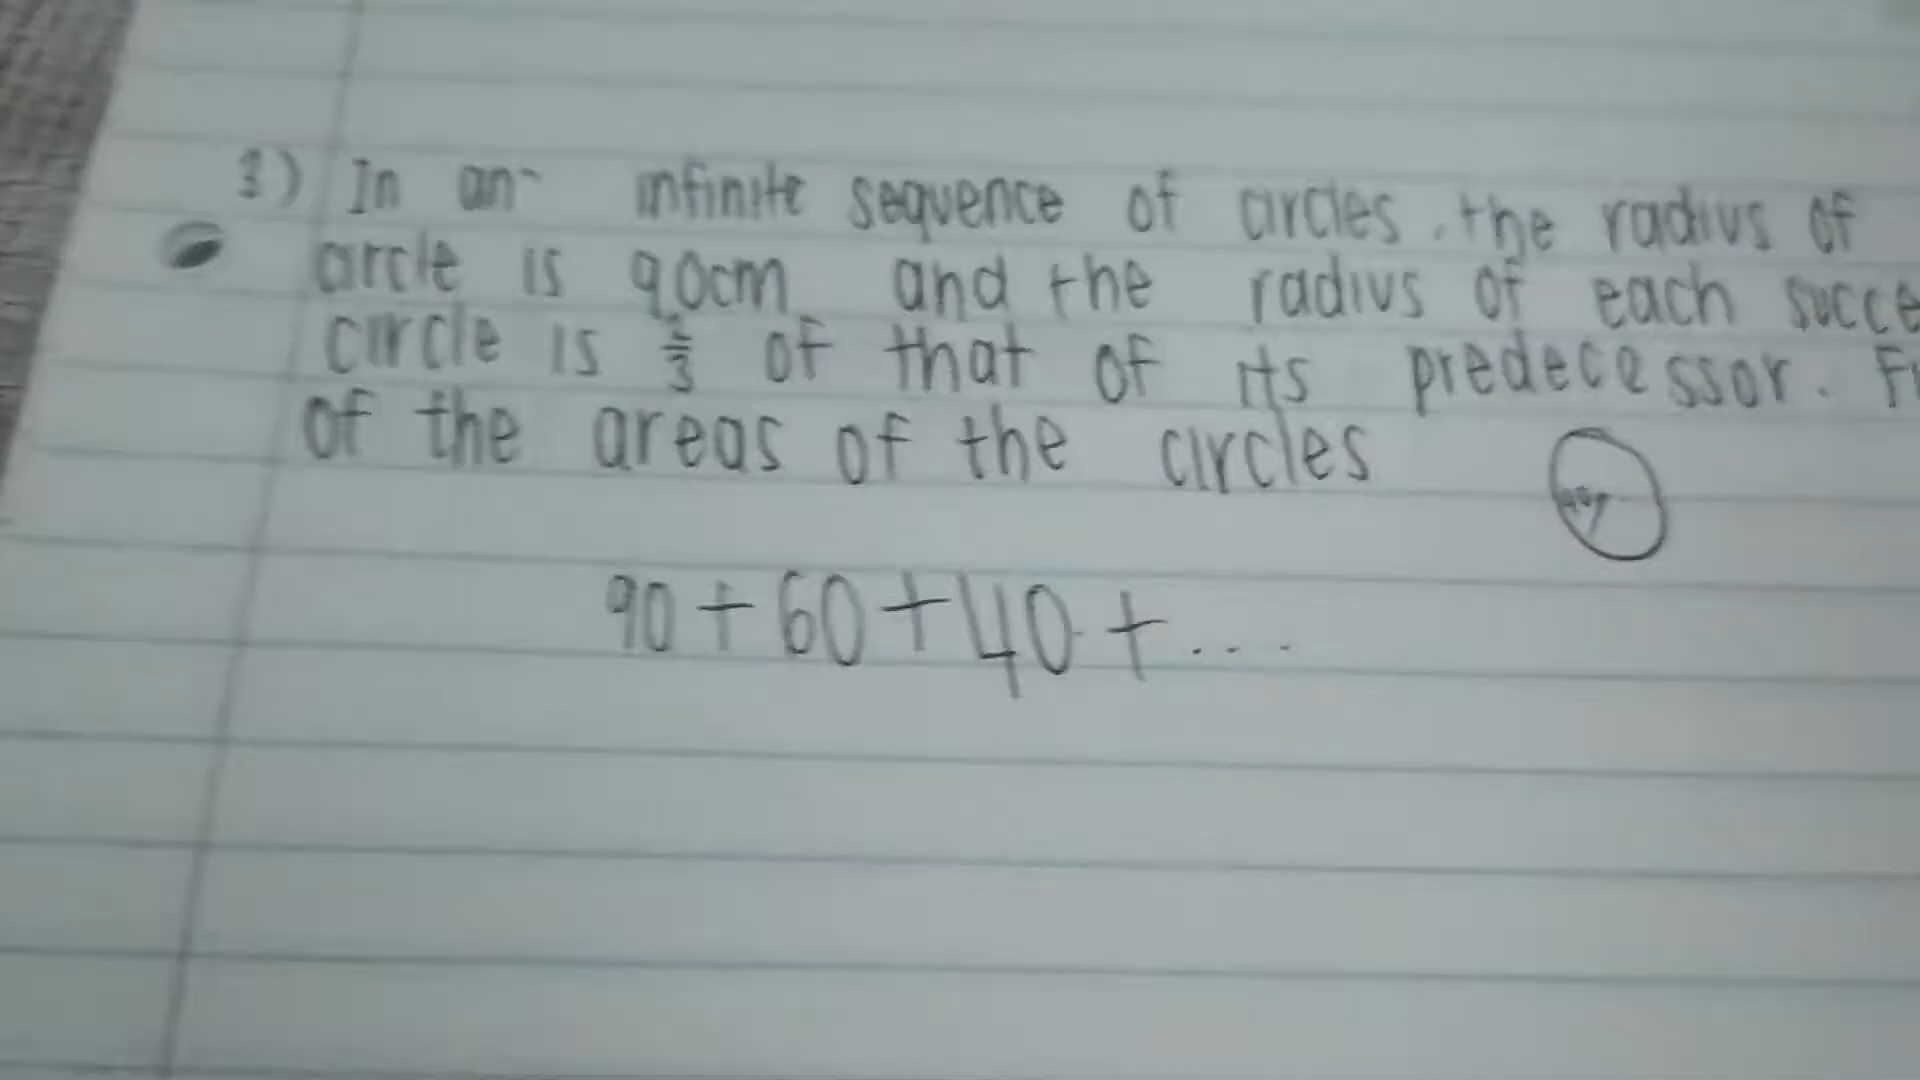 3) In an infinite sequence of circles, the radius of
circle is 90cm and the radius of each succe
circle is 2/3 of that of its predecessor. Fi
of the areas of the circles
90 + 60 + 40 + ....